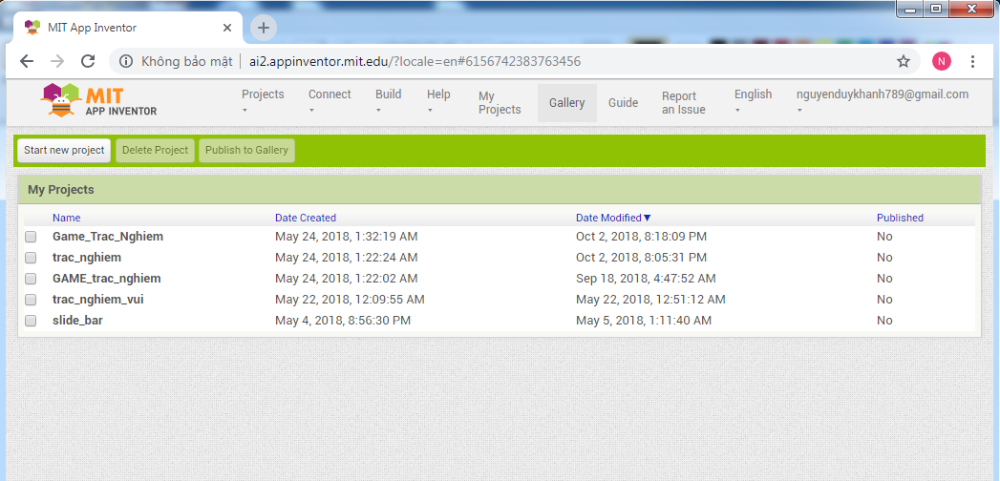 MIT App Inventor
Không bảo mật | ai2.appinventor.mit.edu/?locale=en#6156742383763456
N
MIT
APP INVENTOR
Projects
Connect
Build
Help
My
Projects
Gallery
Guide
Report
an Issue
English
nguyenduykhanh789@gmail.com
Start new project
Delete Project
Publish to Gallery
My Projects
Name Date Created Date Modified Published
Game_Trac_Nghiem May 24, 2018, 1:32:19 AM Oct 2, 2018, 8:18:09 PM No
trac_nghiem May 24, 2018, 1:22:24 AM Oct 2, 2018, 8:05:31 PM No
GAME_trac_nghiem May 24, 2018, 1:22:02 AM Sep 18, 2018, 4:47:52 AM No
trac_nghiem_vui May 22, 2018, 12:09:55 AM May 22, 2018, 12:51:12 AM No
slide_bar May 4, 2018, 8:56:30 PM May 5, 2018, 1:11:40 AM No